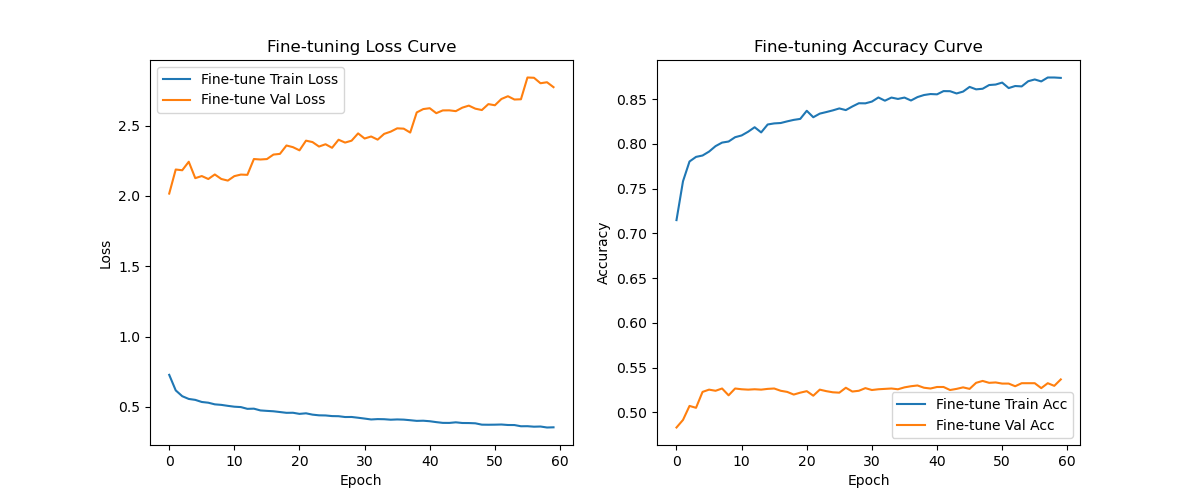 Fine-tuning Loss Curve
Fine-tune Train Loss
Fine-tune Val Loss
2.5
2.0
1.5
1.0
0.5
Loss
0 10 20 30 40 50 60
Epoch
Fine-tuning Accuracy Curve
0.85
0.80
0.75
0.70
0.65
0.60
0.55
0.50
Accuracy
Fine-tune Train Acc
Fine-tune Val Acc
0 10 20 30 40 50 60
Epoch